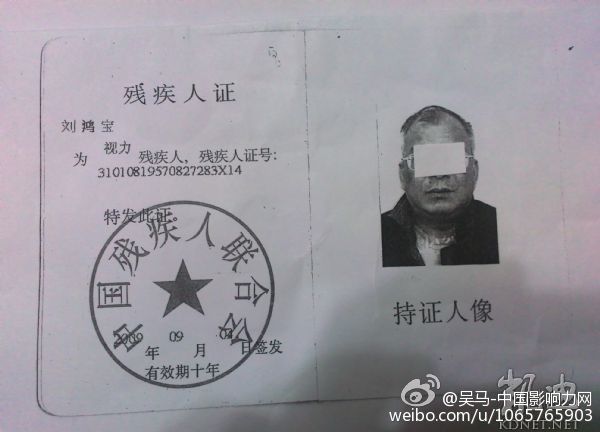 残疾人证
刘鸿宝
为 视力 残疾人，残疾人证号：
31010819570827283X14
特发此证。
中国残疾人联合会
2009 09
年 月 日签发
有效期十年
持证人像
凯迪
KDNET.NET
@吴马-中国影响力网
weibo.com/u/1065765903